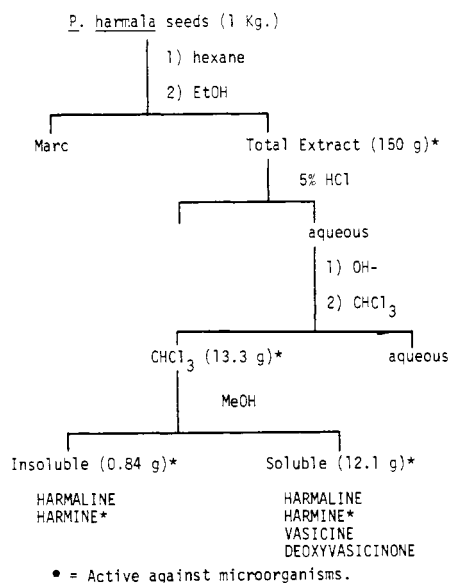 P. harmala seeds (1 Kg.)
1) hexane
2) EtOH
Marc
Total Extract (150 g)*
5% HCl
aqueous
1) OH-
2) CHCl3
CHCl3 (13.3 g)*
aqueous
MeOH
Insoluble (0.84 g)*
HARMALINE
HARMINE*
Soluble (12.1 g)*
HARMALINE
HARMINE*
VASICINE
DEOXYVASICINONE
* = Active against microorganisms.